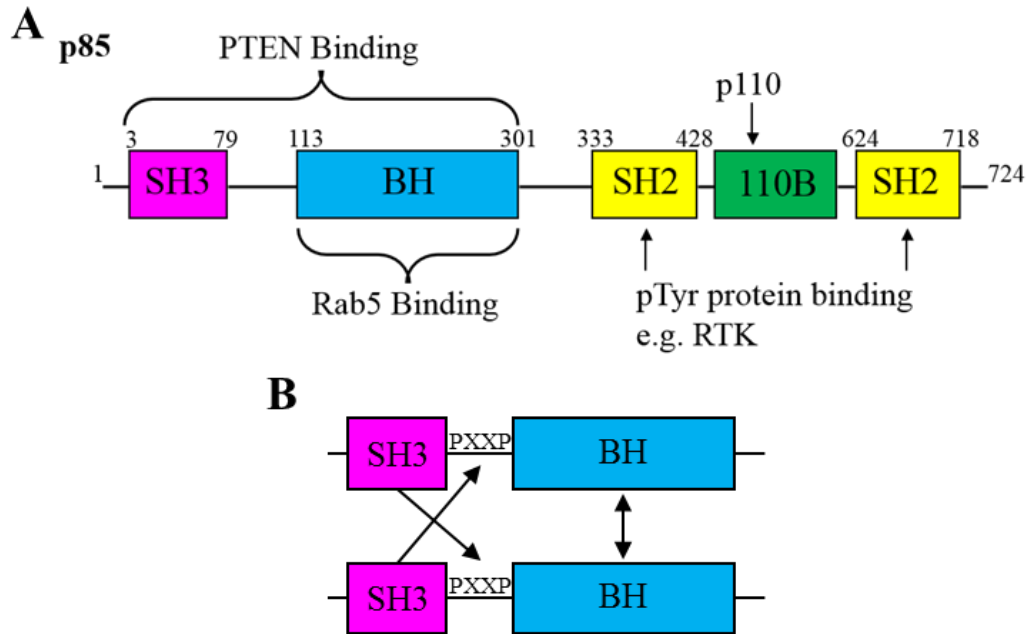 A
p85
PTEN Binding
p110
3 79 113 301 333 428 624 718
1 SH3 BH SH2 110B SH2 724
Rab5 Binding
pTyr protein binding
e.g. RTK
B
SH3 PXXP BH
SH3 PXXP BH